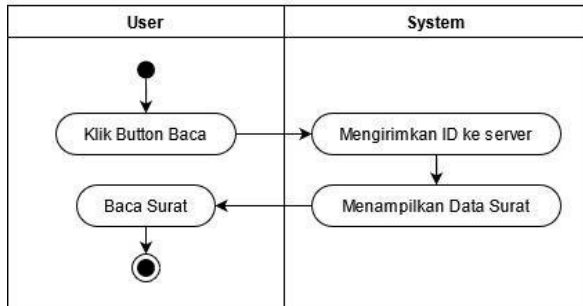 User
System
Klik Button Baca
Mengirimkan ID ke server
Baca Surat
Menampilkan Data Surat